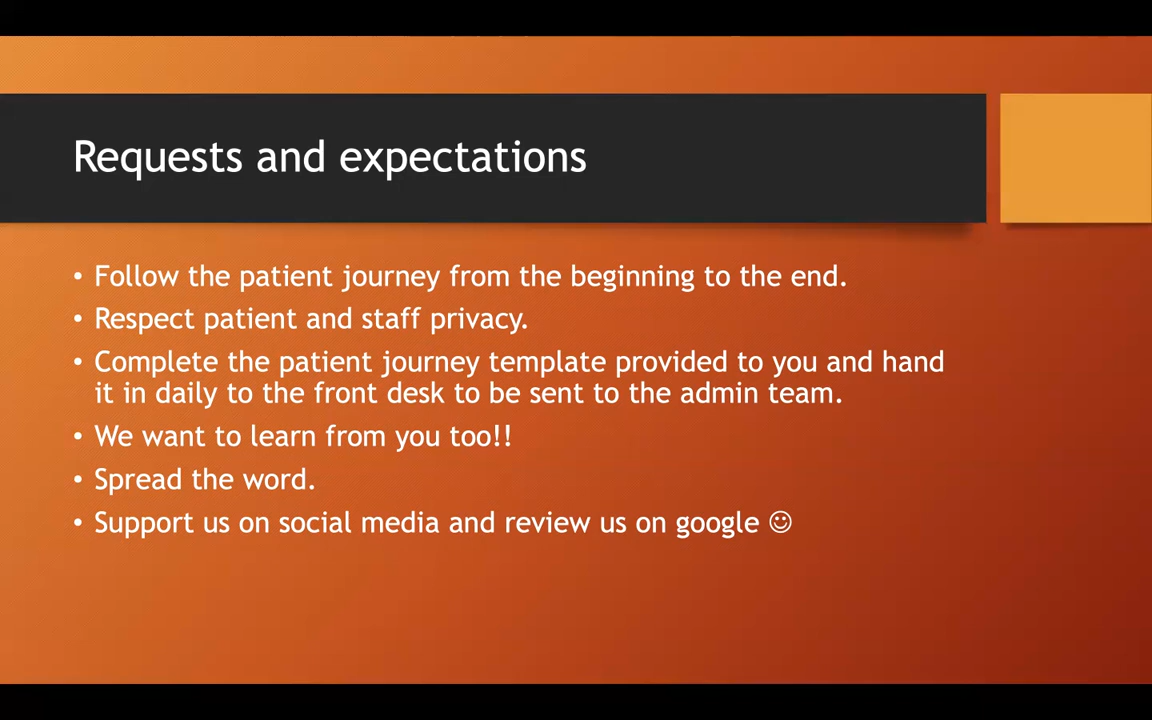 Requests and expectations
• Follow the patient journey from the beginning to the end.
• Respect patient and staff privacy.
• Complete the patient journey template provided to you and hand
it in daily to the front desk to be sent to the admin team.
• We want to learn from you too!!
• Spread the word.
• Support us on social media and review us on google ☺